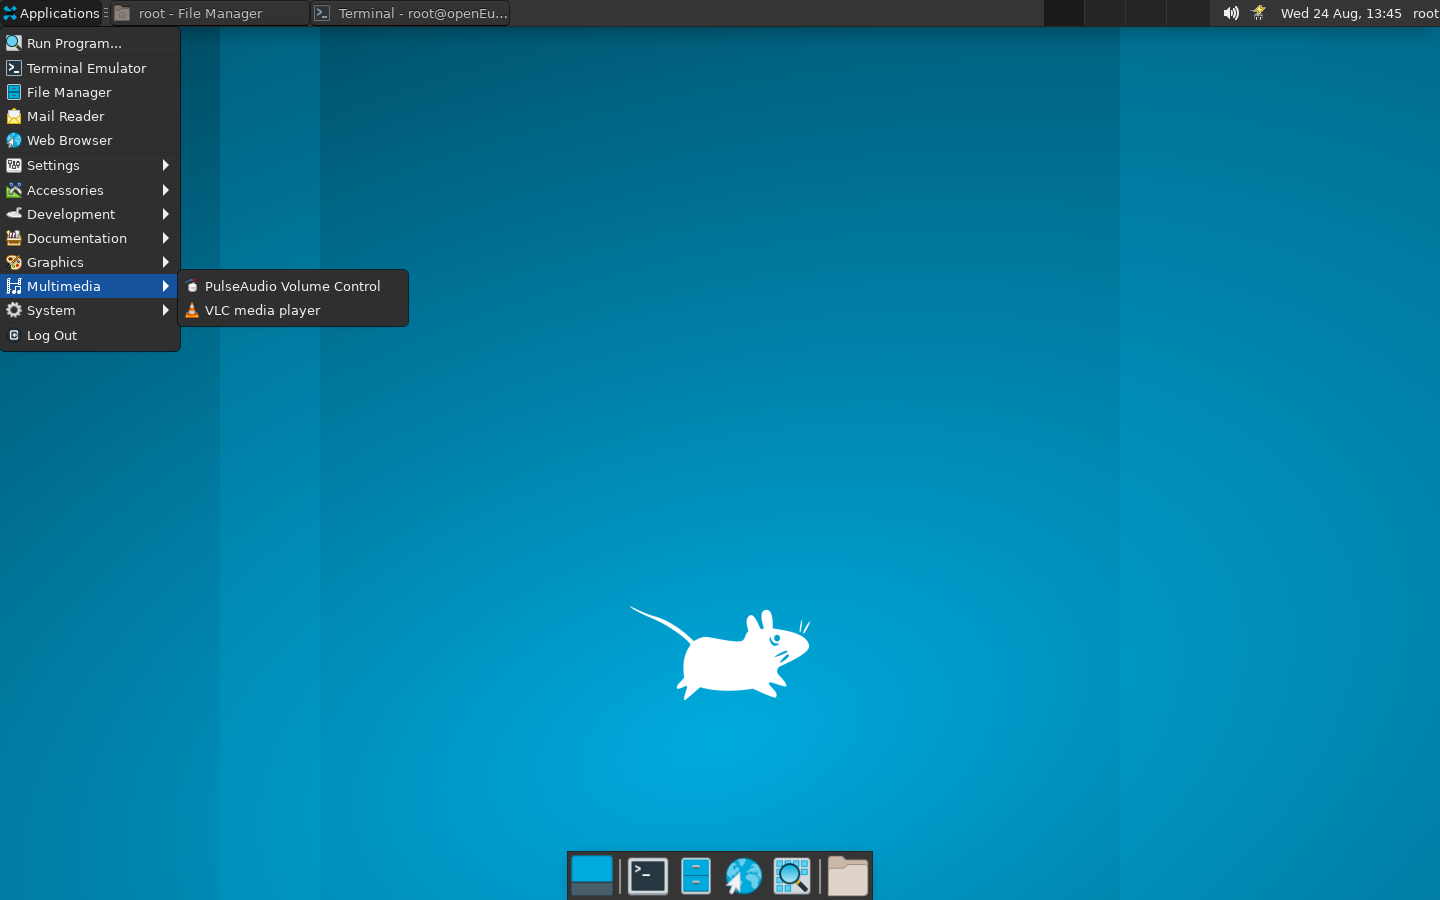 Applications
root - File Manager
Terminal - root@openEu...
Wed 24 Aug, 13:45
root
Run Program...
Terminal Emulator
File Manager
Mail Reader
Web Browser
Settings
Accessories
Development
Documentation
Graphics
Multimedia
System
Log Out
PulseAudio Volume Control
VLC media player